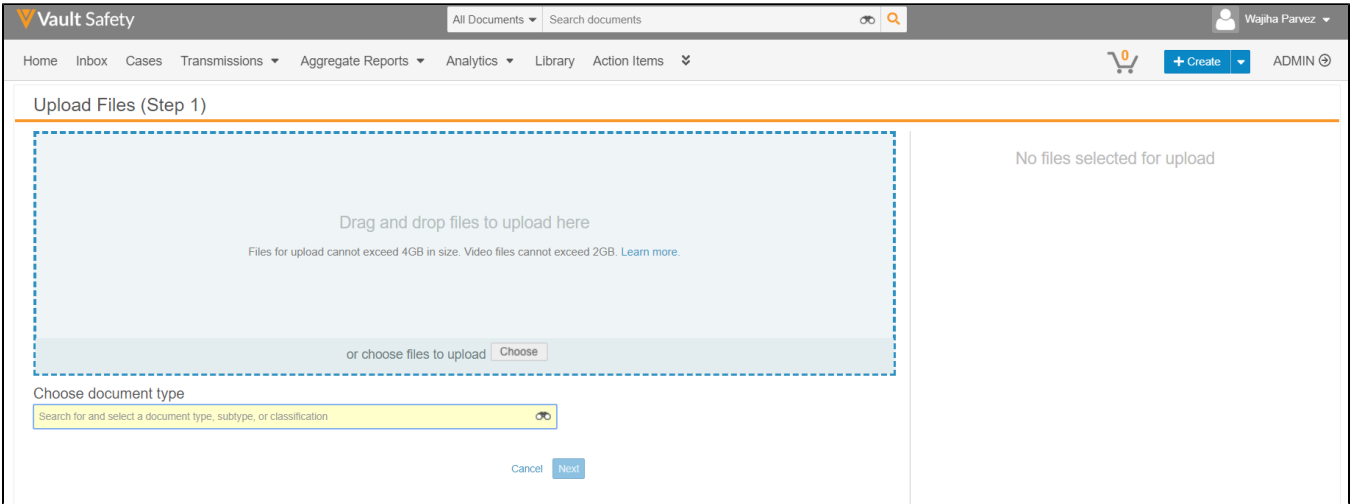 Vault Safety
All Documents Search documents
Wajiha Parvez
Home Inbox Cases Transmissions Aggregate Reports Analytics Library Action Items
0
+ Create
ADMIN
Upload Files (Step 1)
No files selected for upload
Drag and drop files to upload here
Files for upload cannot exceed 4GB in size. Video files cannot exceed 2GB. Learn more.
or choose files to upload Choose
Choose document type
Search for and select a document type, subtype, or classification
Cancel Next